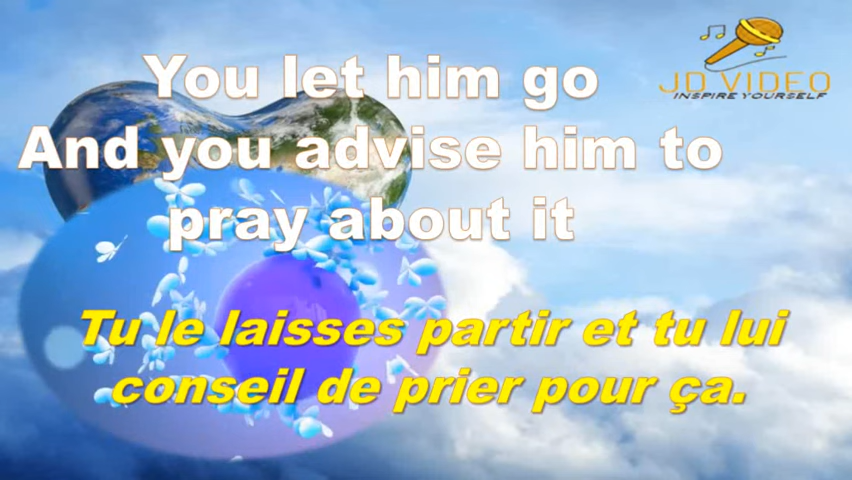 You let him go
And you advise him to
pray about it
JD VIDEO
INSPIRE YOURSELF
Tu le laisses partir et tu lui
conseil de prier pour ça.